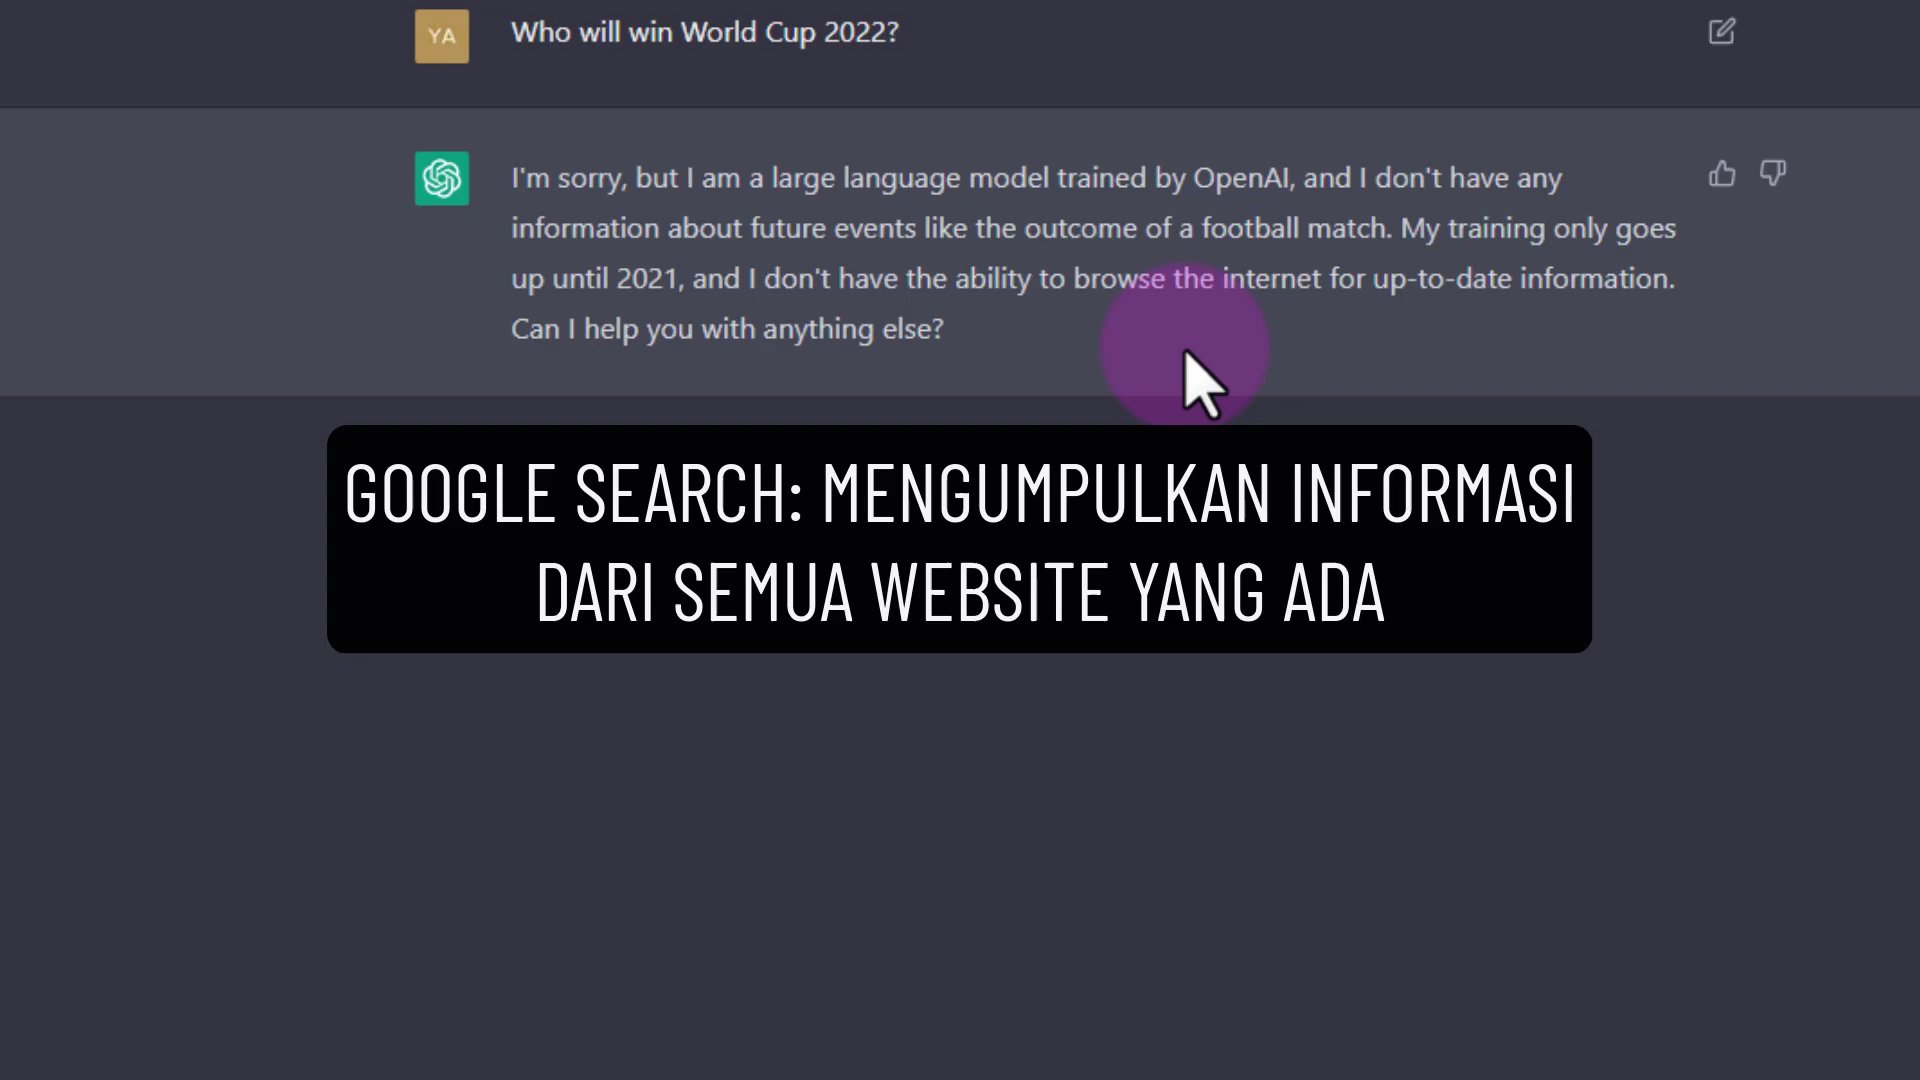 YA
Who will win World Cup 2022?
I'm sorry, but I am a large language model trained by OpenAI, and I don't have any
information about future events like the outcome of a football match. My training only goes
up until 2021, and I don't have the ability to browse the internet for up-to-date information.
Can I help you with anything else?
GOOGLE SEARCH: MENGUMPULKAN INFORMASI
DARI SEMUA WEBSITE YANG ADA